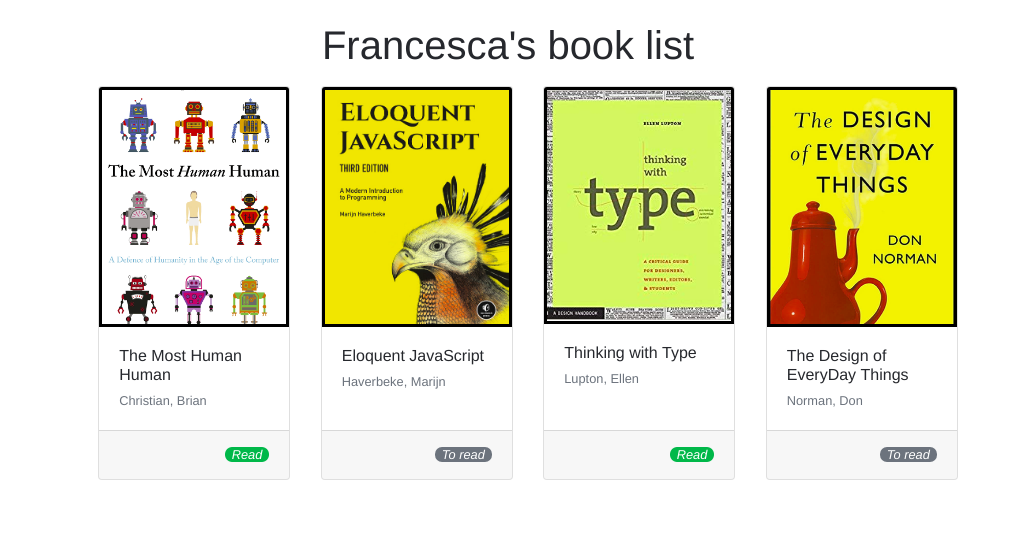 Francesca's book list
The Most Human Human
A Defence of Humanity in the Age of the Computer
The Most Human
Human
Christian, Brian
Read
ELOQUENT
JAVASCRIPT
THIRD EDITION
A Modern Introduction
to Programming
Marijn Haverbeke
Eloquent JavaScript
Haverbeke, Marijn
To read
ELLEN LUPTON
thinking
with
type
A CRITICAL GUIDE
FOR DESIGNERS,
WRITERS, EDITORS,
& STUDENTS
A DESIGN HANDBOOK
Thinking with Type
Lupton, Ellen
Read
The DESIGN
of EVERYDAY
THINGS
DON
NORMAN
The Design of
EveryDay Things
Norman, Don
To read